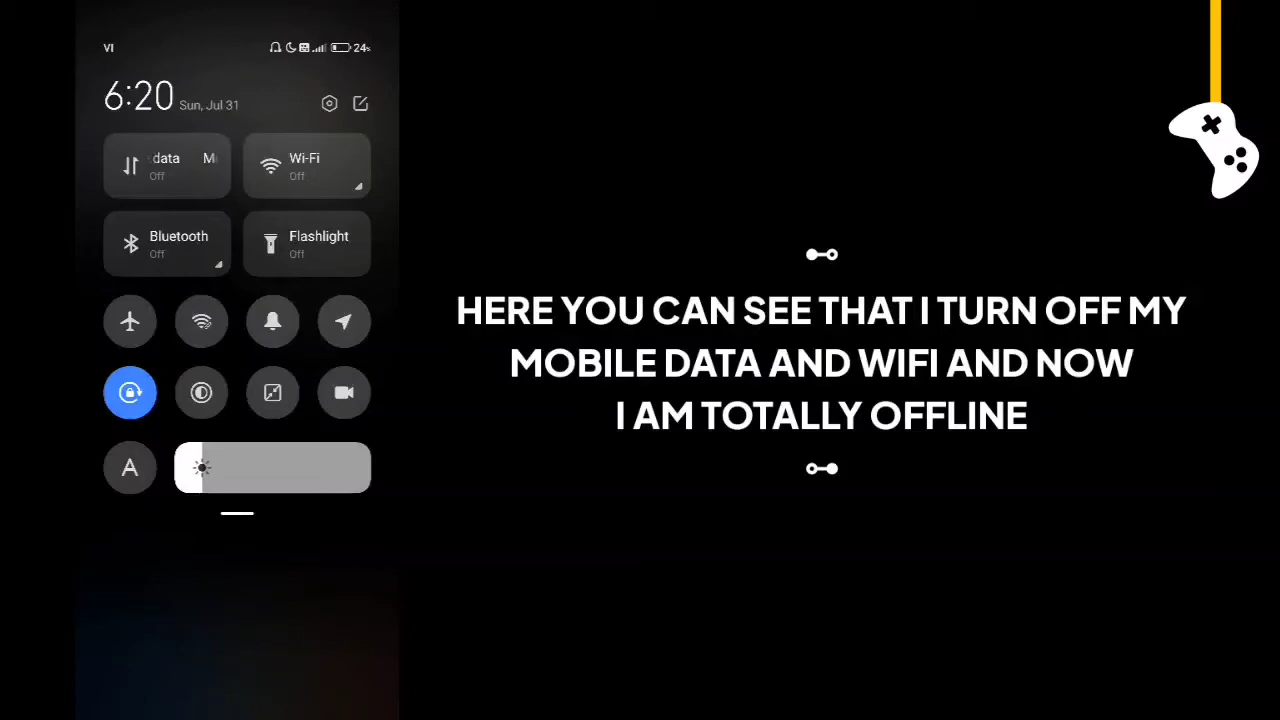 VI
24%
6:20 Sun, Jul 31
data M
Off
Wi-Fi
Off
Bluetooth
Off
Flashlight
Off
A
HERE YOU CAN SEE THAT I TURN OFF MY
MOBILE DATA AND WIFI AND NOW
I AM TOTALLY OFFLINE